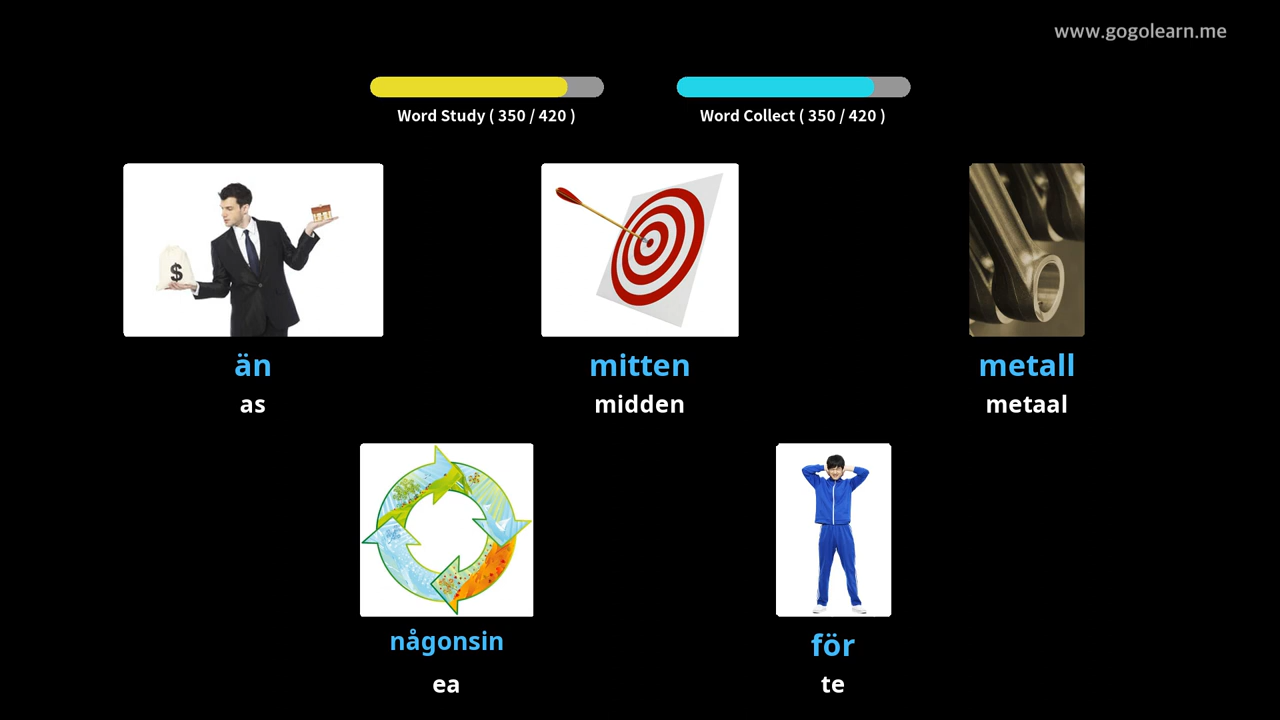 www.gogolearn.me
Word Study ( 350 / 420 )
Word Collect ( 350 / 420 )
$
än
as
mitten
midden
metall
metaal
någonsin
ea
för
te